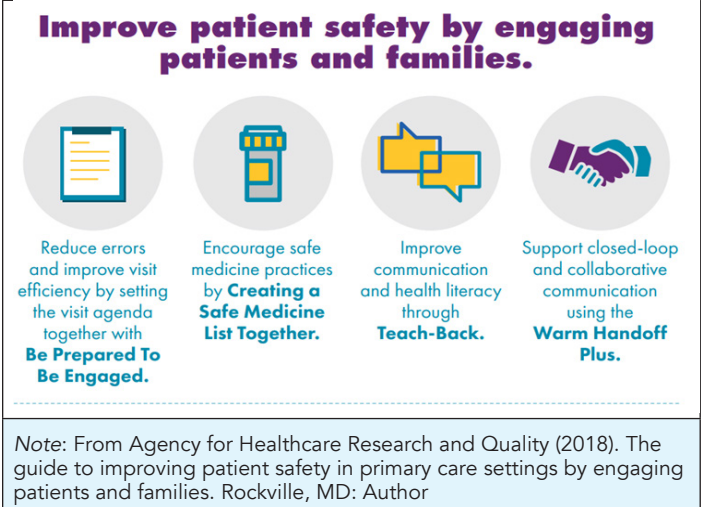 Improve patient safety by engaging
patients and families.
Reduce errors
and improve visit
efficiency by setting
the visit agenda
together with
Be Prepared To
Be Engaged.
Encourage safe
medicine practices
by Creating a
Safe Medicine
List Together.
Improve
communication
and health literacy
through
Teach-Back.
Support closed-loop
and collaborative
communication
using the
Warm Handoff
Plus.
Note: From Agency for Healthcare Research and Quality (2018). The
guide to improving patient safety in primary care settings by engaging
patients and families. Rockville, MD: Author